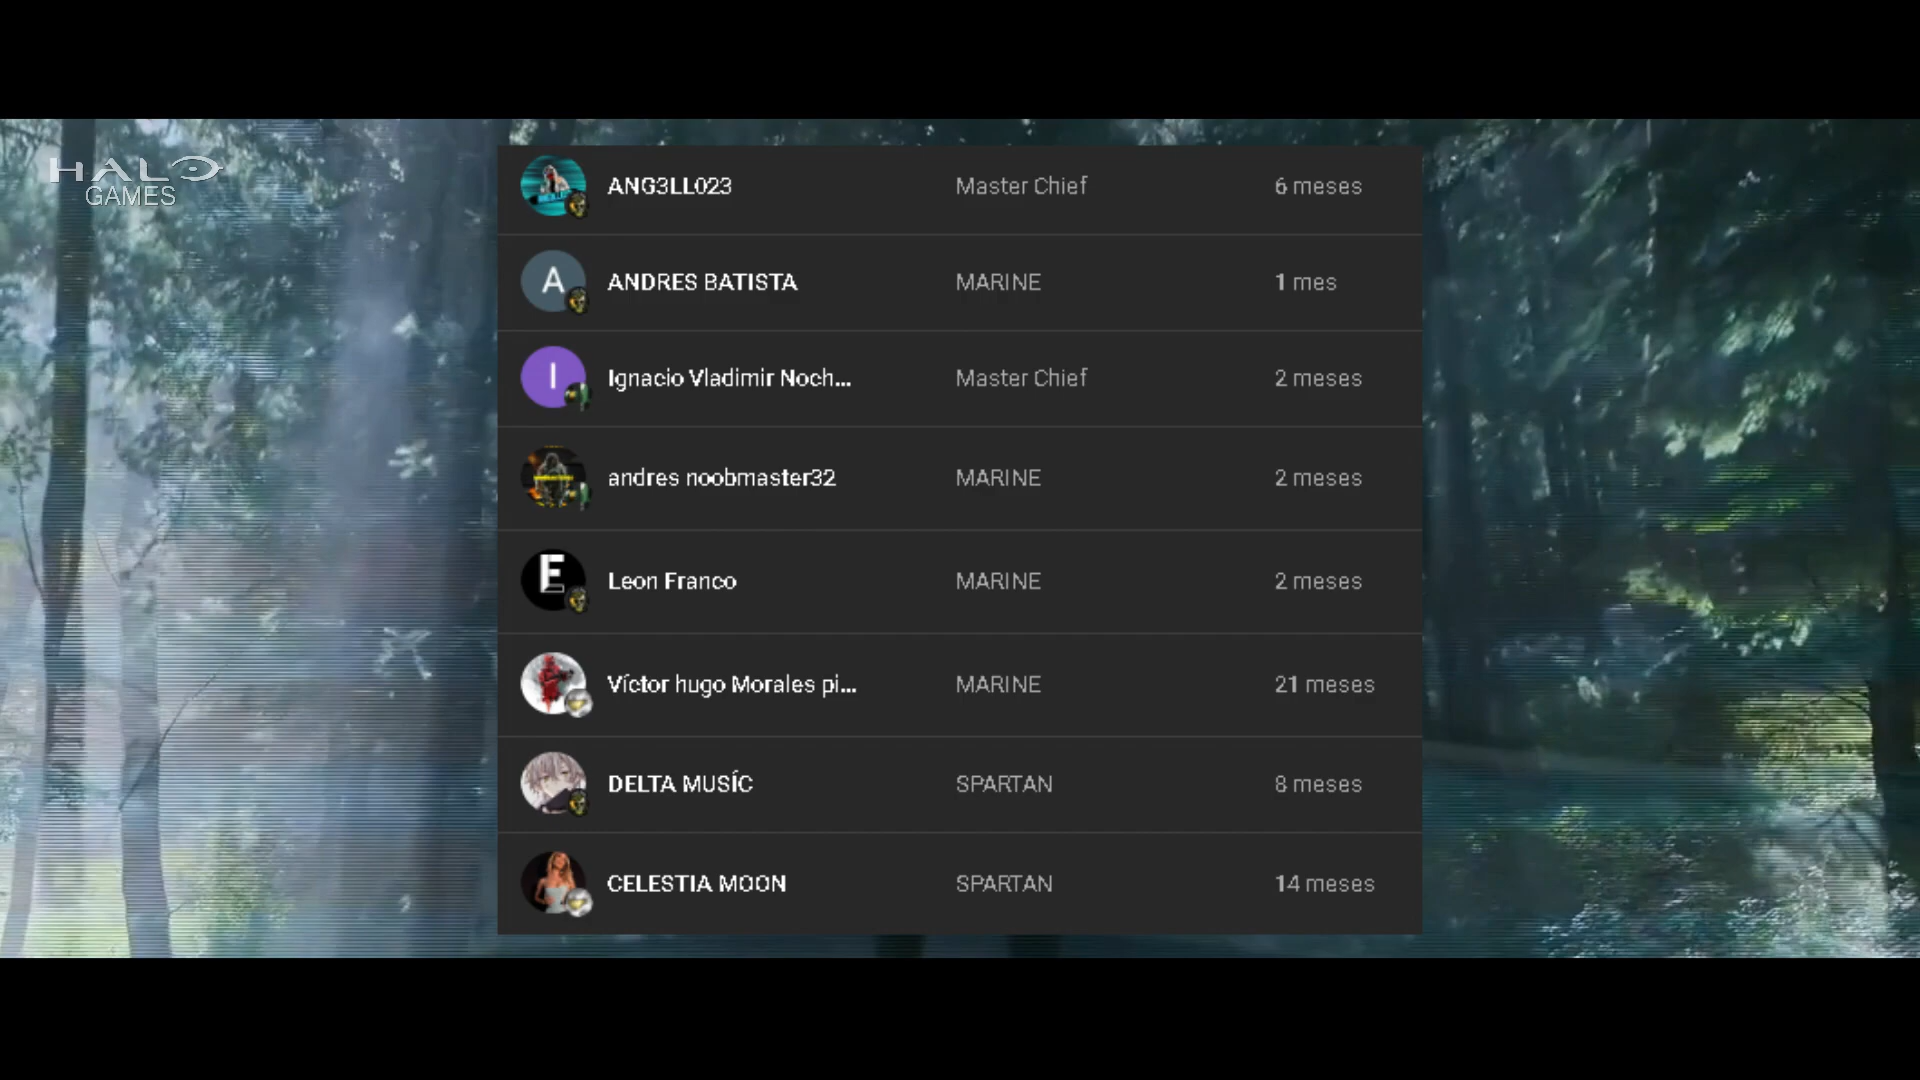 HALO
GAMES
ANG3LL023 Master Chief 6 meses
A ANDRES BATISTA MARINE 1 mes
I Ignacio Vladimir Noch... Master Chief 2 meses
andres noobmaster32 MARINE 2 meses
E Leon Franco MARINE 2 meses
Víctor hugo Morales pi... MARINE 21 meses
DELTA MUSÍC SPARTAN 8 meses
CELESTIA MOON SPARTAN 14 meses